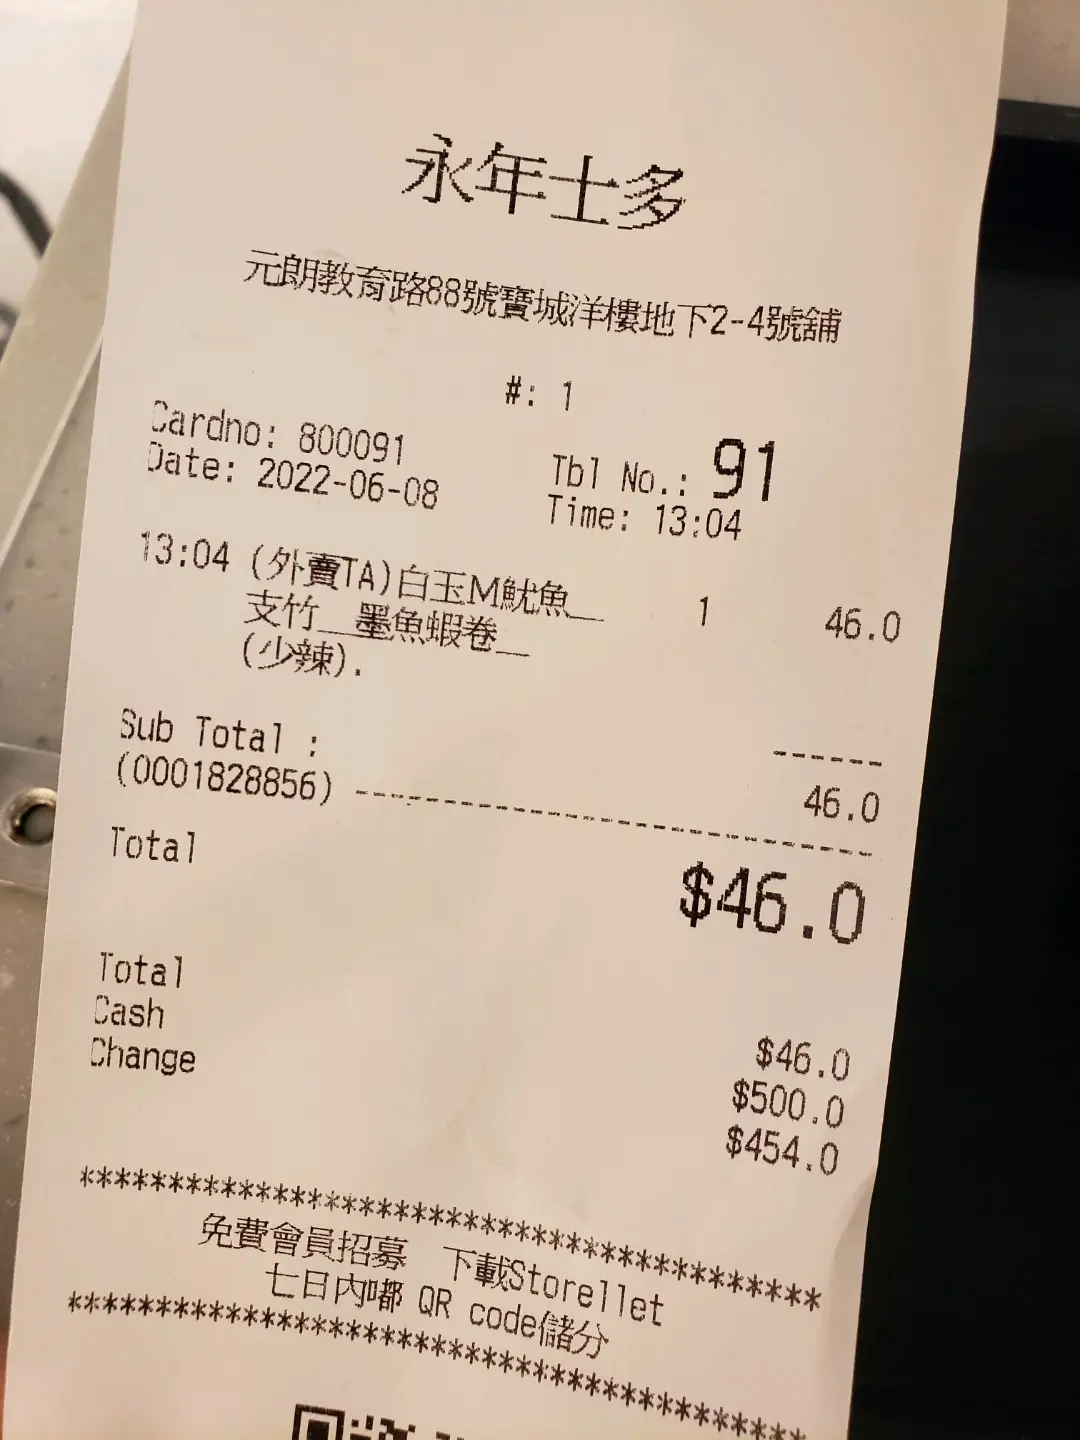 永年士多
元朗教育路88號寶城洋樓地下2-4號舖
#: 1
Cardno: 800091
Tbl No.: 91
Date: 2022-06-08
Time: 13:04
13:04 (外賣TA)白玉M魷魚__ 1 46.0
支竹__墨魚蝦卷__
(少辣).
------
Sub Total : 46.0
(0001828856) ------------------------------
Total $46.0
Total $46.0
Cash $500.0
Change $454.0
******************************************
免費會員招募 下載Storellet
七日內嘟 QR code儲分
******************************************